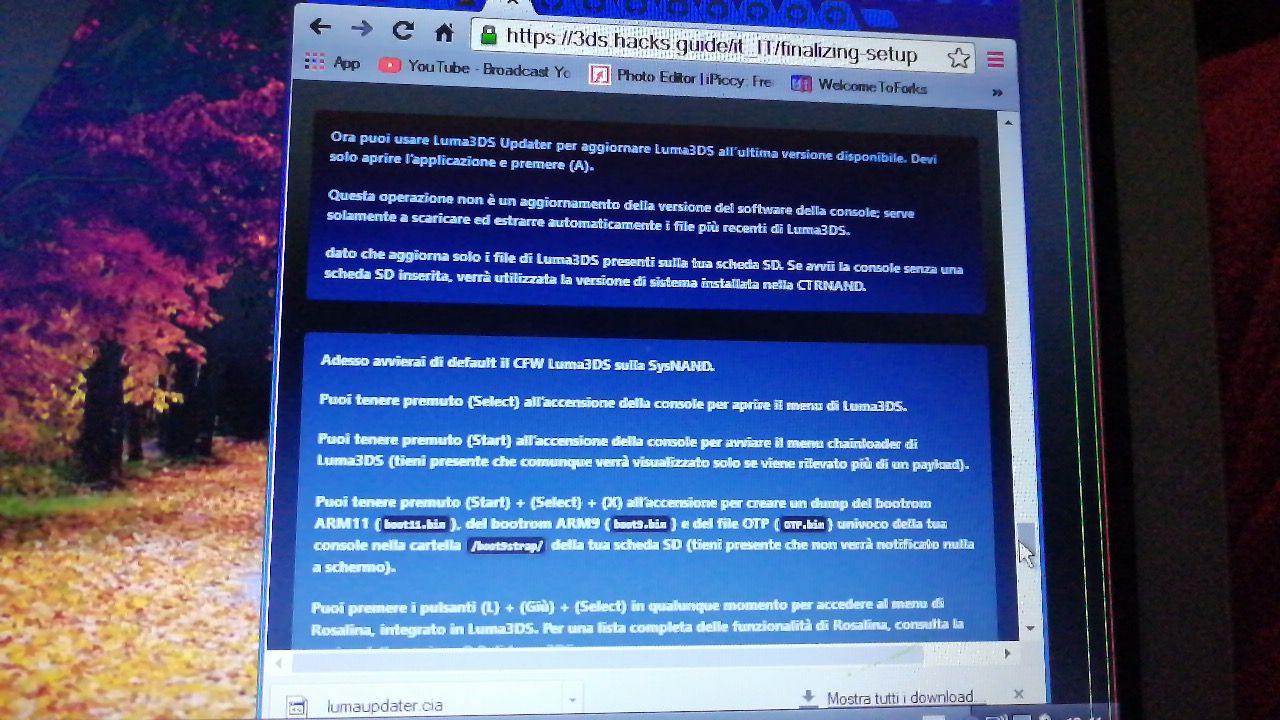 https://3ds.hacks.guide/it_IT/finalizing-setup
App YouTube - Broadcast Yo Photo Editor | iPiccy: Fre WelcomeToForks »
Ora puoi usare Luma3DS Updater per aggiornare Luma3DS all'ultima versione disponibile. Devi
solo aprire l'applicazione e premere (A).
Questa operazione non è un aggiornamento della versione del software della console; serve
solamente a scaricare ed estrarre automaticamente i file più recenti di Luma3DS.
dato che aggiorna solo i file di Luma3DS presenti sulla tua scheda SD. Se avvii la console senza una
scheda SD inserita, verrà utilizzata la versione di sistema installata nella CTRNAND.
Adesso avvierai di default il CFW Luma3DS sulla SysNAND.
Puoi tenere premuto (Select) all'accensione della console per aprire il menu di Luma3DS.
Puoi tenere premuto (Start) all'accensione della console per avviare il menu chainloader di
Luma3DS (tieni presente che comunque verrà visualizzato solo se viene rilevato più di un payload).
Puoi tenere premuto (Start) + (Select) + (X) all'accensione per creare un dump del bootrom
ARM11 ( boot11.bin ), del bootrom ARM9 ( boot9.bin ) e del file OTP ( OTP.bin ) univoco della tua
console nella cartella /boot9strap/ della tua scheda SD (tieni presente che non verrà notificato nulla
a schermo).
Puoi premere i pulsanti (L) + (Giù) + (Select) in qualunque momento per accedere al menu di
Rosalina, integrato in Luma3DS. Per una lista completa delle funzionalità di Rosalina, consulta la
lumaupdater.cia
Mostra tutti i download